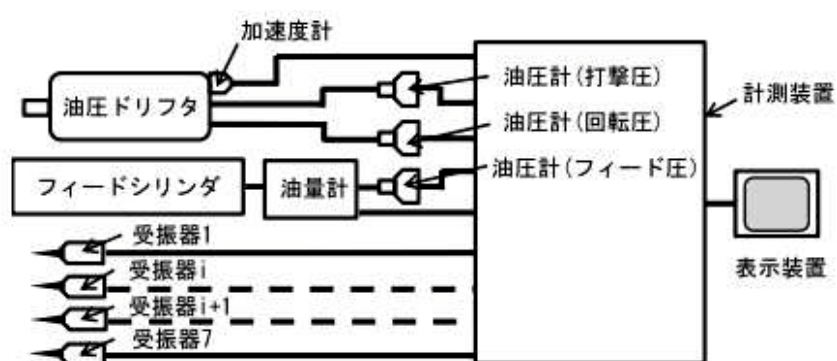 加速度計
油圧ドリフタ
油圧計(打撃圧)
計測装置
油圧計(回転圧)
油圧計(フィード圧)
フィードシリンダ
油量計
受振器1
受振器i
表示装置
受振器i+1
受振器7